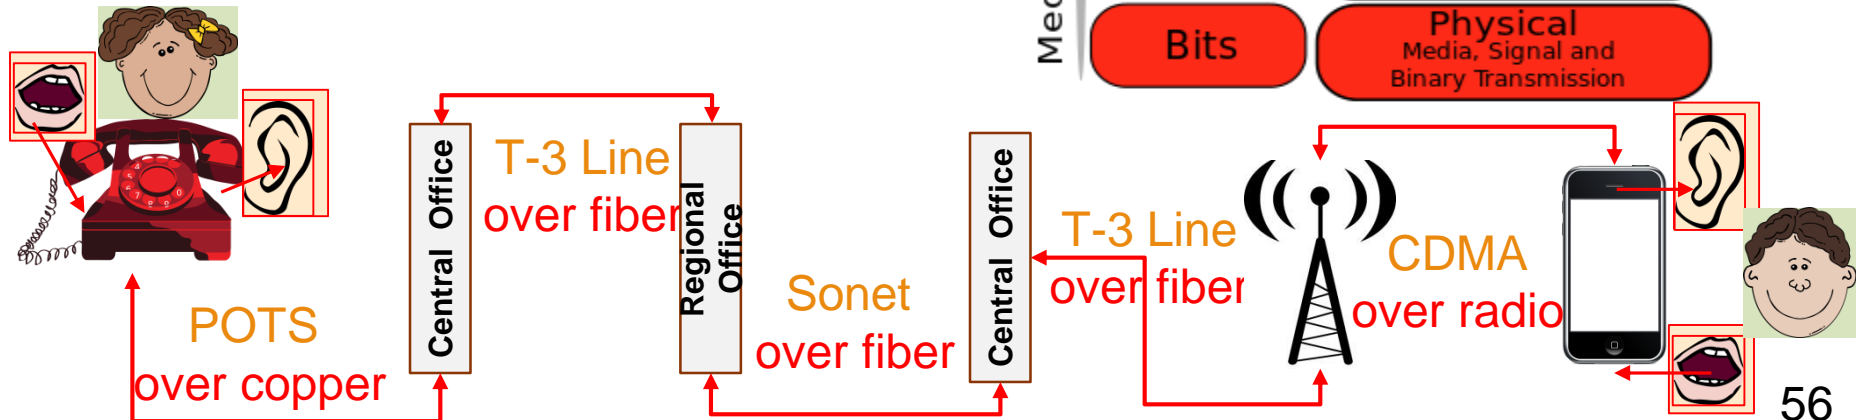 Med
Bits
Physical
Media, Signal and
Binary Transmission
POTS
over copper
Central Office
T-3 Line
over fiber
Regional
Office
Sonet
over fiber
Central Office
T-3 Line
over fiber
CDMA
over radio
56